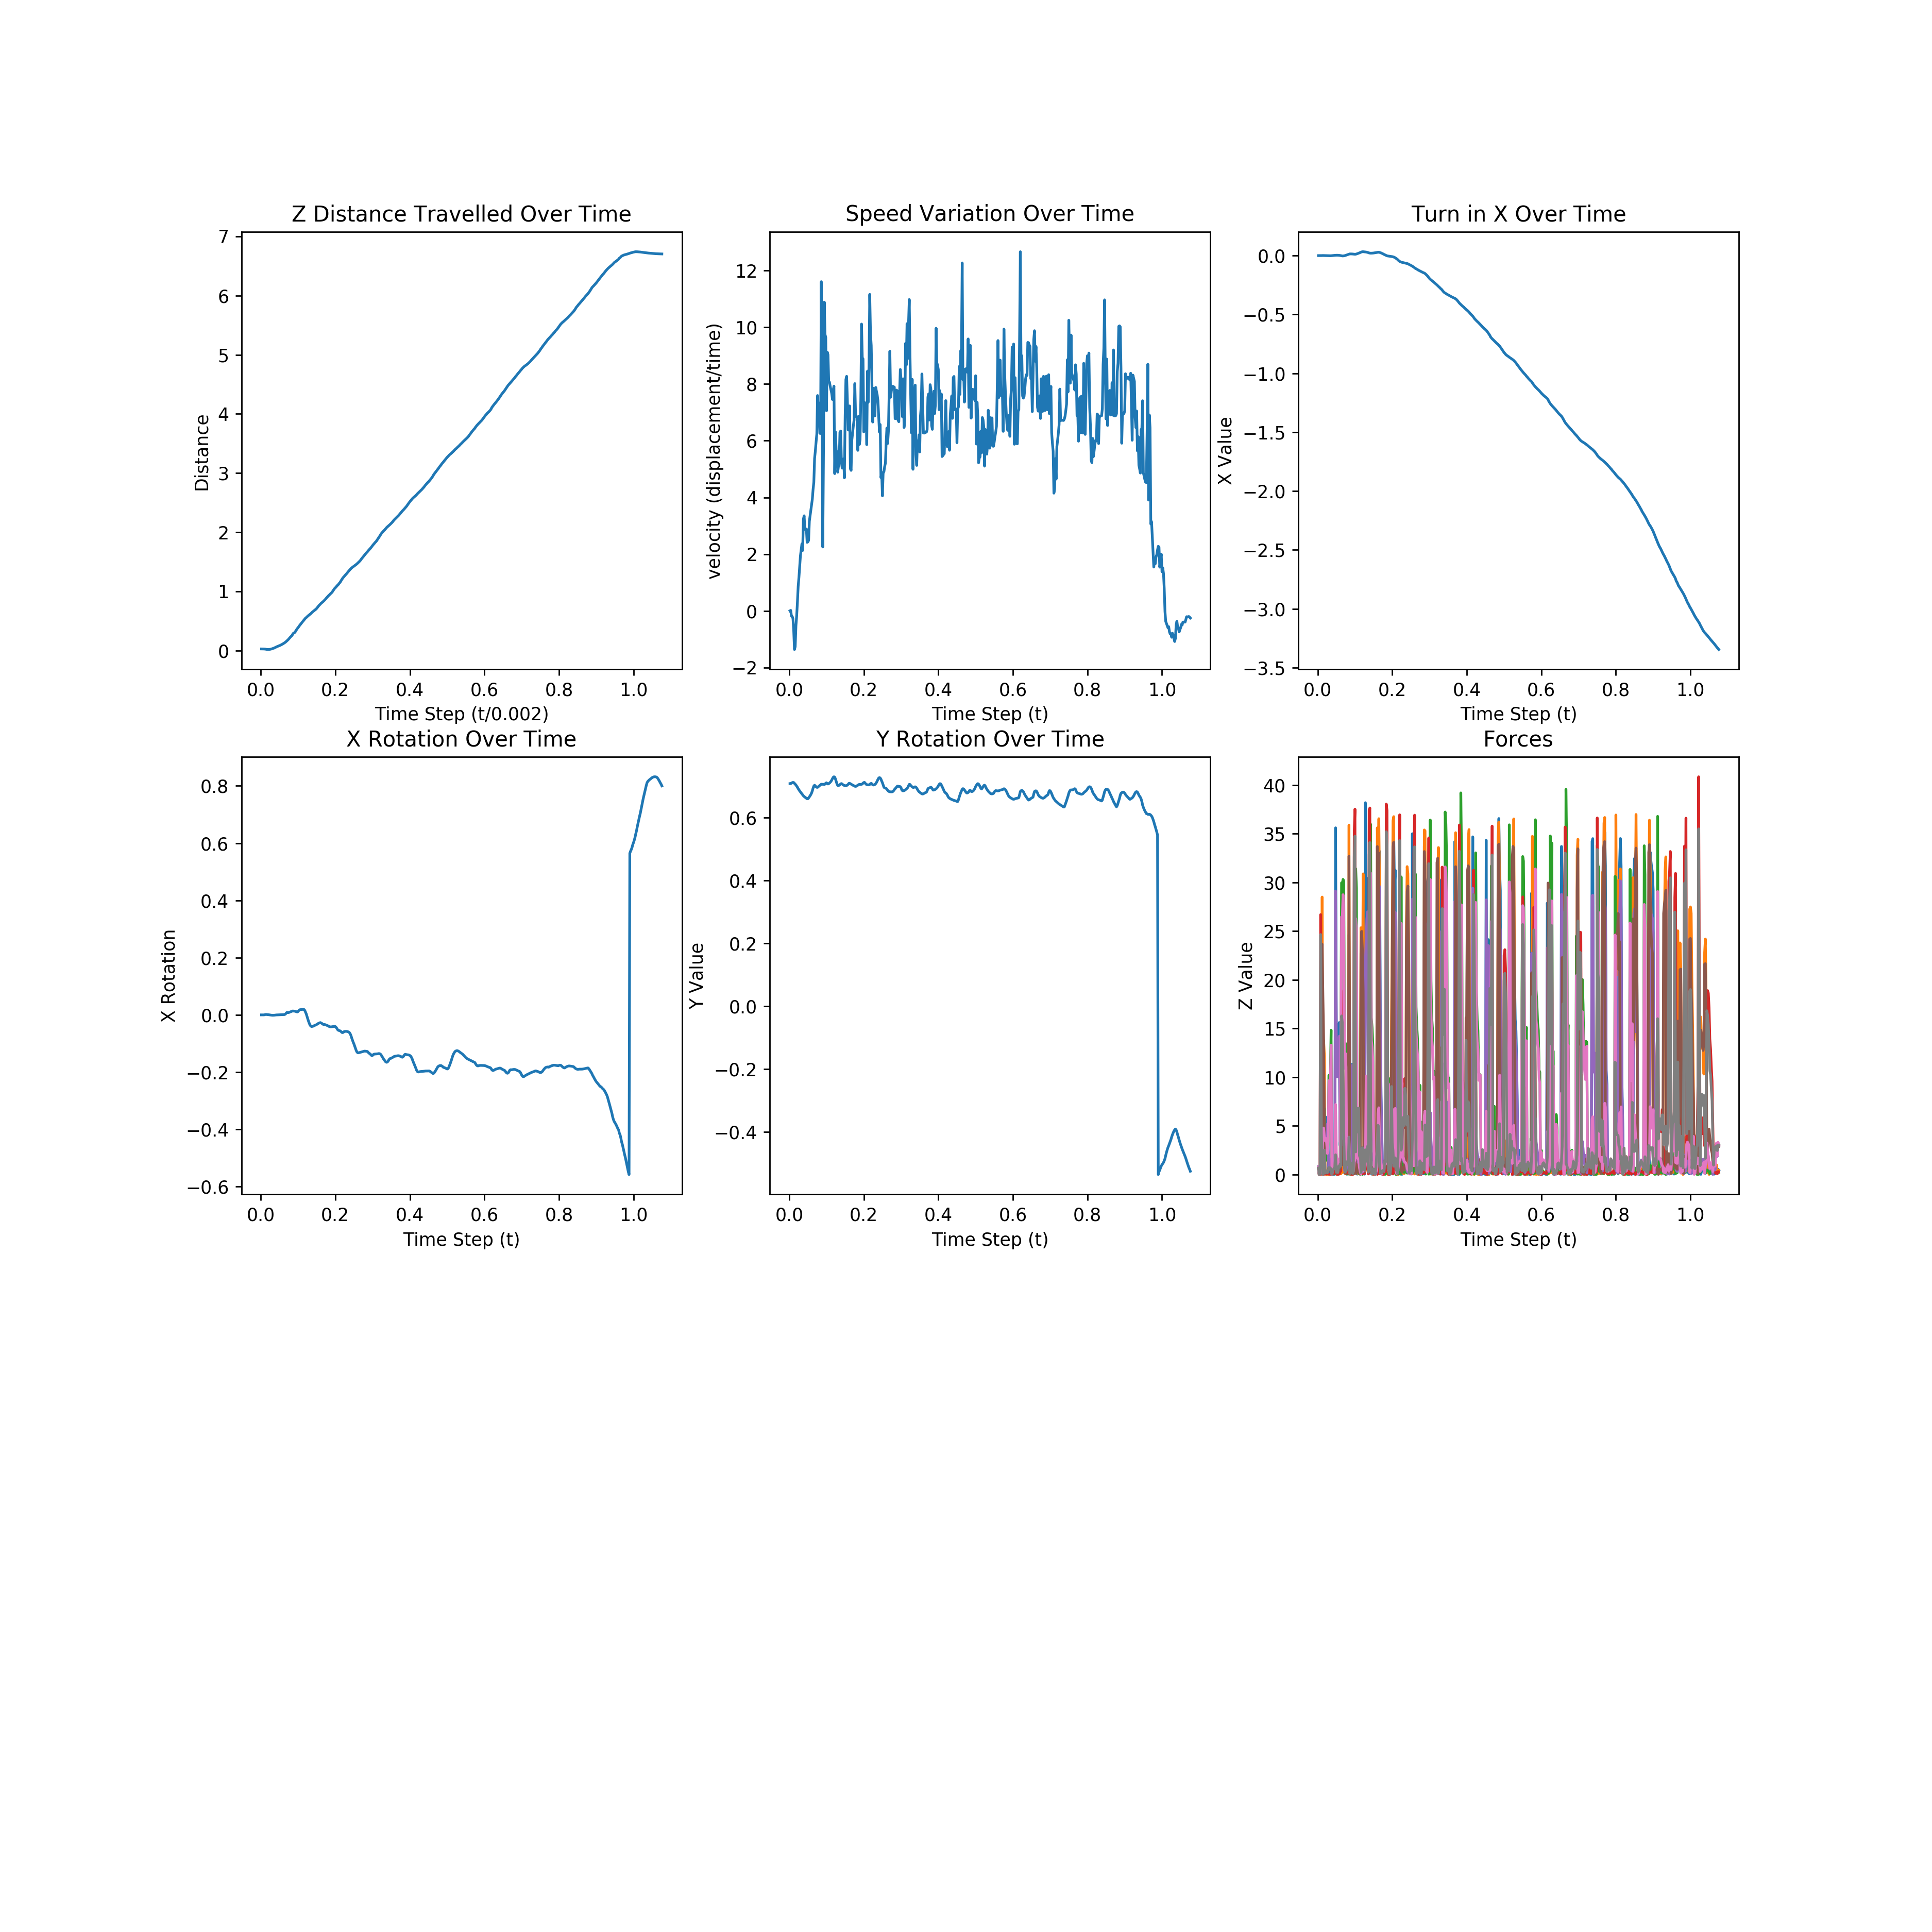 Z Distance Travelled Over Time
7
6
5
4
3
2
1
0
Distance
0.0 0.2 0.4 0.6 0.8 1.0
Time Step (t/0.002)
Speed Variation Over Time
12
10
8
6
4
2
0
−2
velocity (displacement/time)
0.0 0.2 0.4 0.6 0.8 1.0
Time Step (t)
Turn in X Over Time
0.0
−0.5
−1.0
−1.5
−2.0
−2.5
−3.0
−3.5
X Value
0.0 0.2 0.4 0.6 0.8 1.0
Time Step (t)
X Rotation Over Time
0.8
0.6
0.4
0.2
0.0
−0.2
−0.4
−0.6
X Rotation
0.0 0.2 0.4 0.6 0.8 1.0
Time Step (t)
Y Rotation Over Time
0.6
0.4
0.2
0.0
−0.2
−0.4
Y Value
0.0 0.2 0.4 0.6 0.8 1.0
Time Step (t)
Forces
40
35
30
25
20
15
10
5
0
Z Value
0.0 0.2 0.4 0.6 0.8 1.0
Time Step (t)